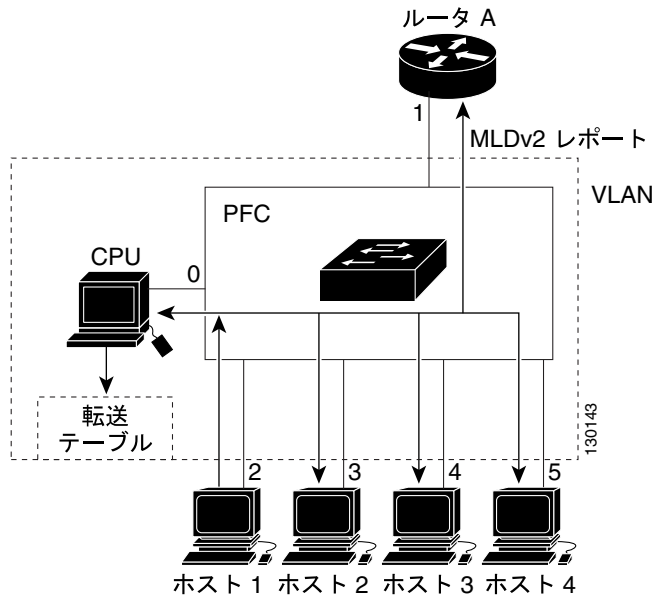 ルータ A
1
MLDv2 レポート
VLAN
PFC
CPU
0
転送
テーブル
130143
2
3
4
5
ホスト 1
ホスト 2
ホスト 3
ホスト 4